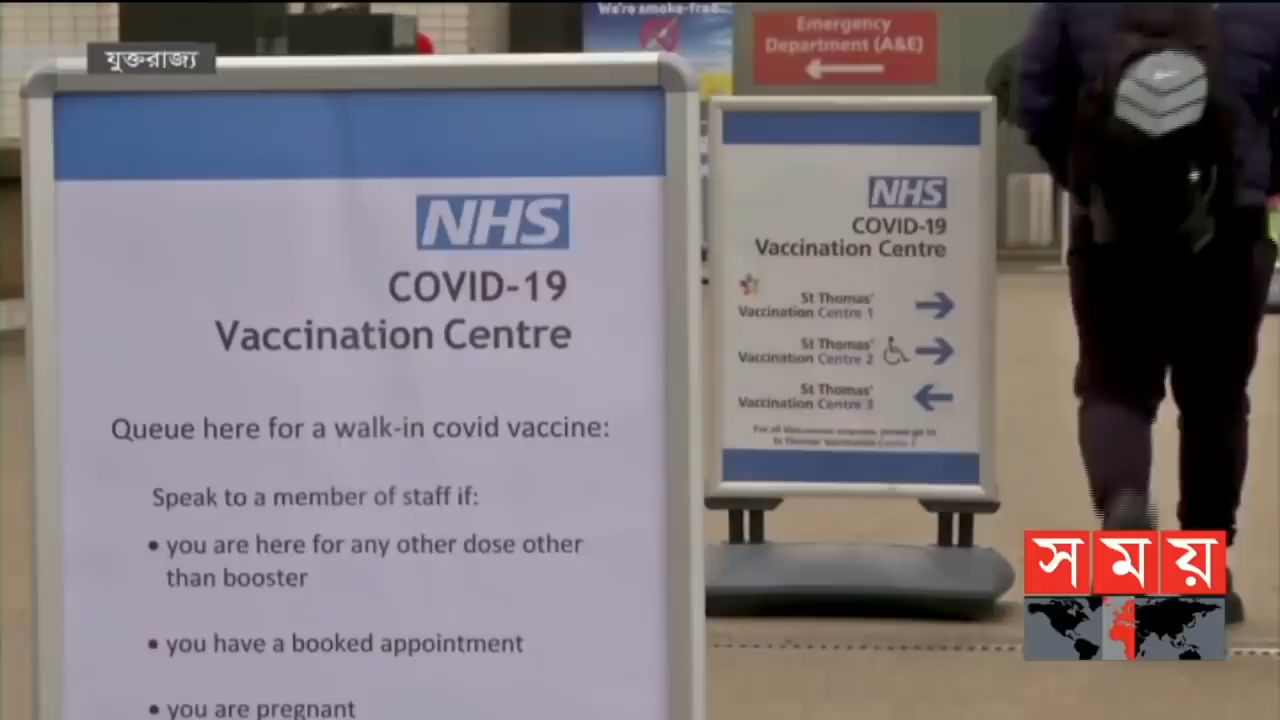 যুক্তরাজ্য
We're smoke-free
Emergency
Department (A&E)
NHS
COVID-19
Vaccination Centre
Queue here for a walk-in covid vaccine:
Speak to a member of staff if:
• you are here for any other dose other
than booster
• you have a booked appointment
• you are pregnant
NHS
COVID-19
Vaccination Centre
St Thomas'
Vaccination Centre 1
St Thomas'
Vaccination Centre 2
St Thomas'
Vaccination Centre 3
সময়